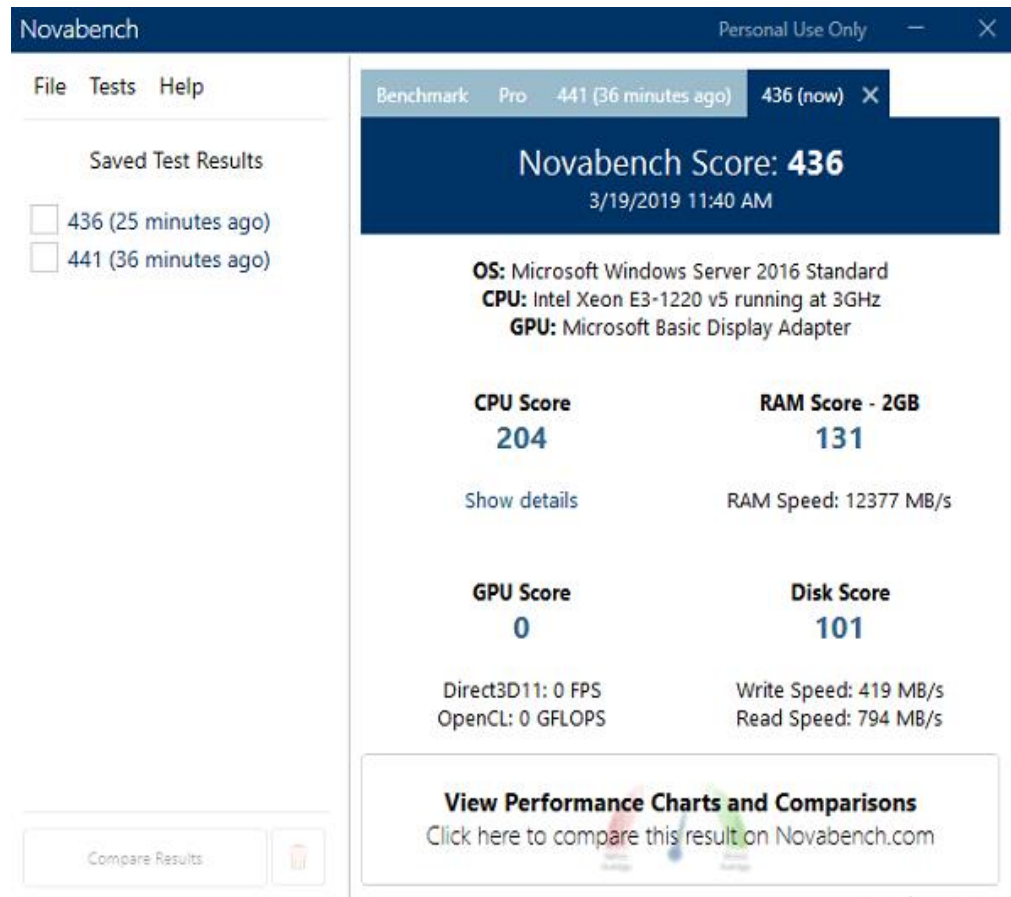 Novabench
Personal Use Only
File Tests Help
Saved Test Results
436 (25 minutes ago)
441 (36 minutes ago)
Compare Results
Benchmark Pro 441 (36 minutes ago) 436 (now)
Novabench Score: 436
3/19/2019 11:40 AM
OS: Microsoft Windows Server 2016 Standard
CPU: Intel Xeon E3-1220 v5 running at 3GHz
GPU: Microsoft Basic Display Adapter
CPU Score
204
Show details
RAM Score - 2GB
131
RAM Speed: 12377 MB/s
GPU Score
0
Direct3D11: 0 FPS
OpenCL: 0 GFLOPS
Disk Score
101
Write Speed: 419 MB/s
Read Speed: 794 MB/s
View Performance Charts and Comparisons
Click here to compare this result on Novabench.com